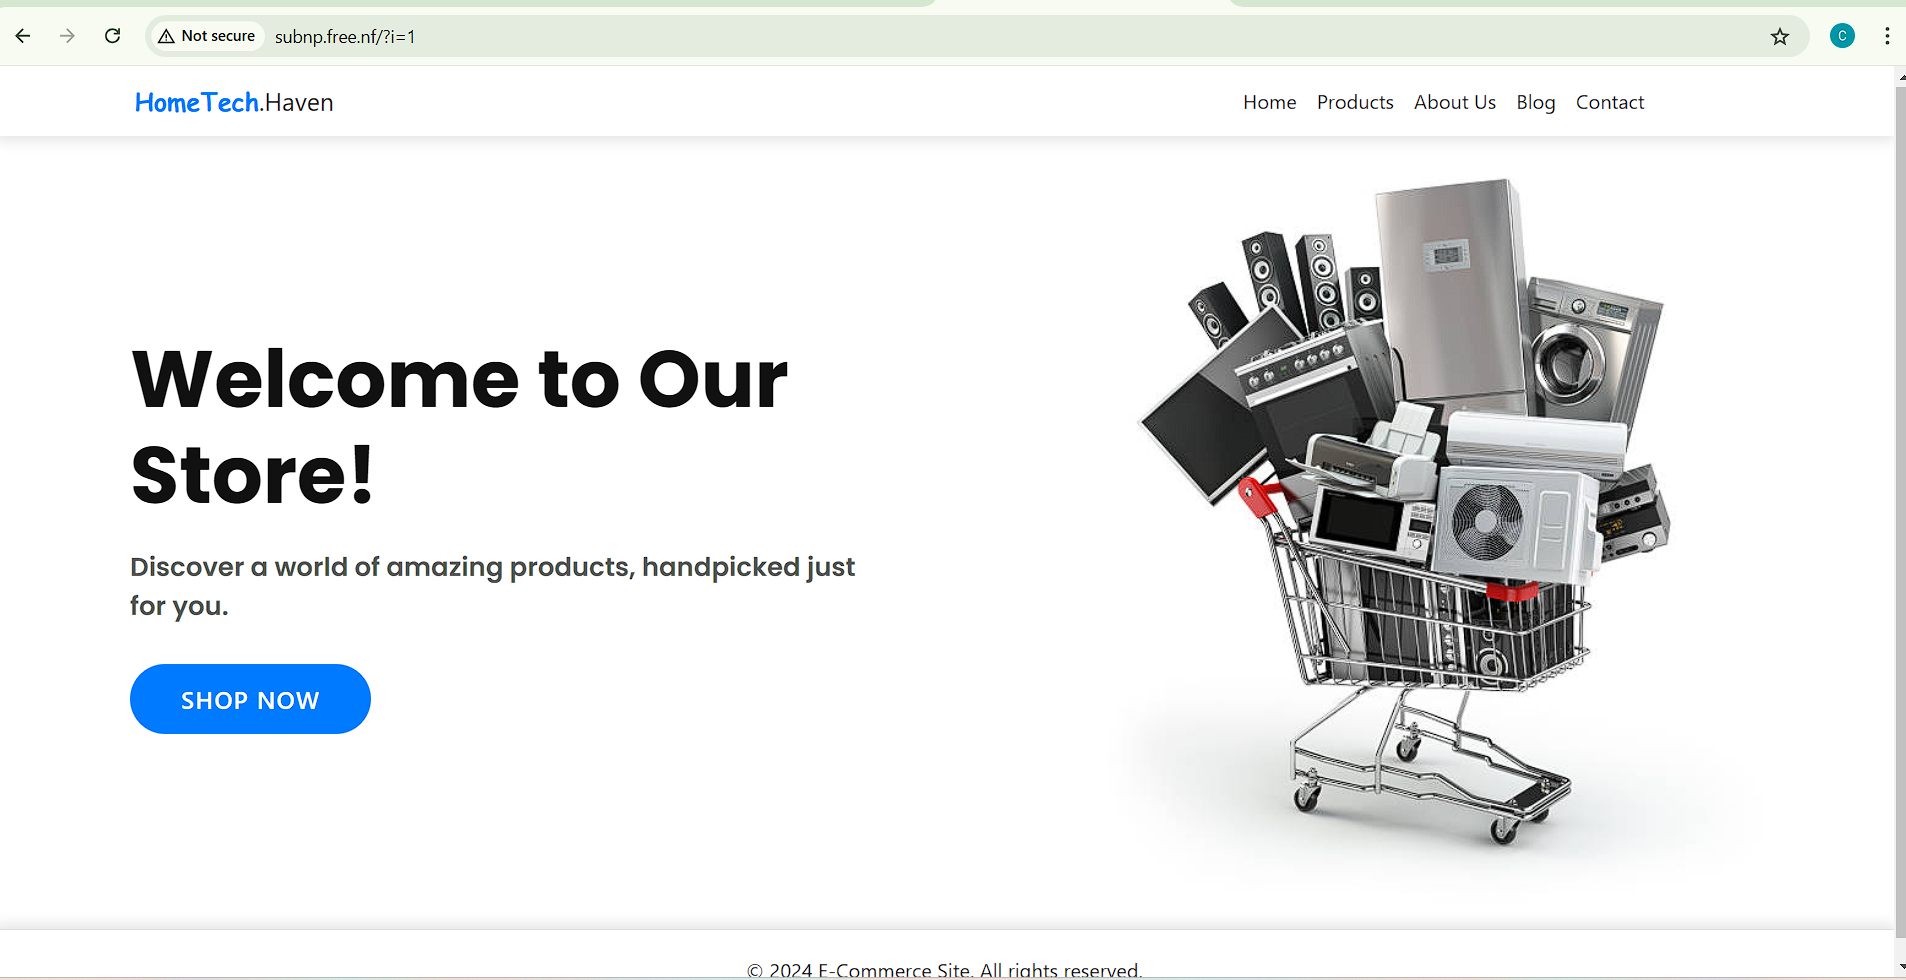 Not secure subnp.free.nf/?i=1 C
HomeTech.Haven Home Products About Us Blog Contact
Welcome to Our
Store!
Discover a world of amazing products, handpicked just
for you.
SHOP NOW
© 2024 E-Commerce Site. All rights reserved.